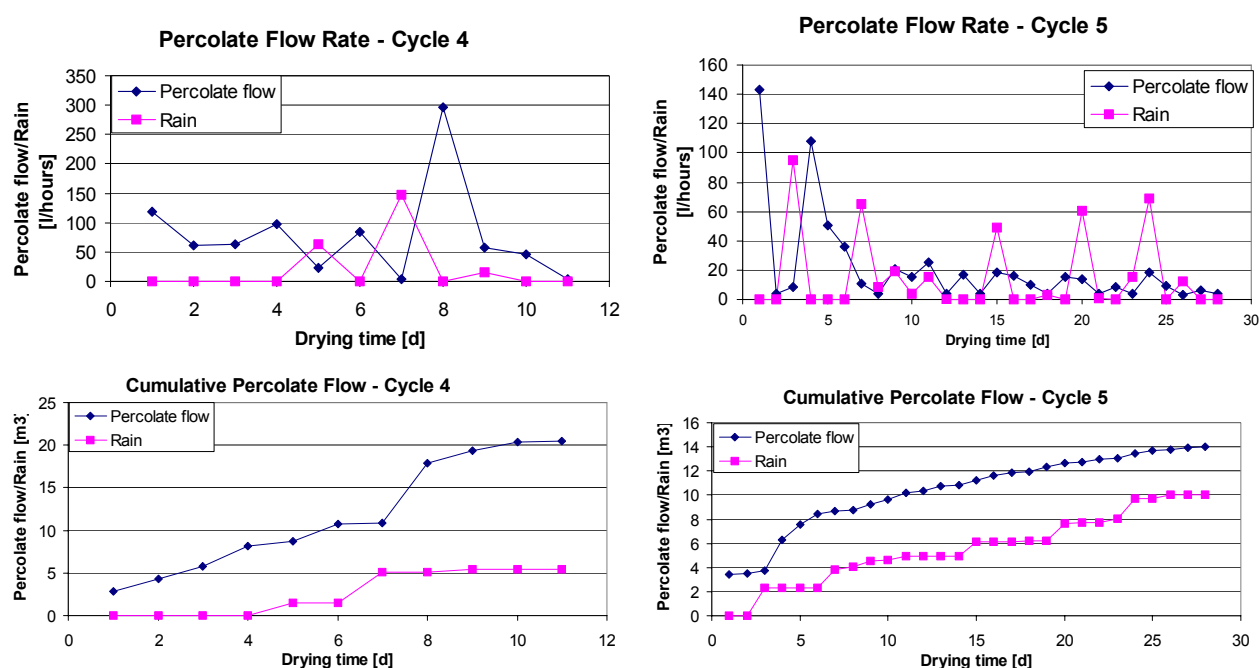 Percolate Flow Rate - Cycle 4
Percolate flow/Rain
[l/hours]
350
300
250
200
150
100
50
0
Percolate flow
Rain
0 2 4 6 8 10 12
Drying time [d]
Percolate Flow Rate - Cycle 5
Percolate flow/Rain
[l/hours]
160
140
120
100
80
60
40
20
0
Percolate flow
Rain
0 5 10 15 20 25 30
Drying time [d]
Cumulative Percolate Flow - Cycle 4
Percolate flow/Rain [m3]
25
20
15
10
5
0
Percolate flow
Rain
0 2 4 6 8 10 12
Drying time [d]
Cumulative Percolate Flow - Cycle 5
Percolate flow/Rain [m3]
16
14
12
10
8
6
4
2
0
Percolate flow
Rain
0 5 10 15 20 25 30
Drying time [d]